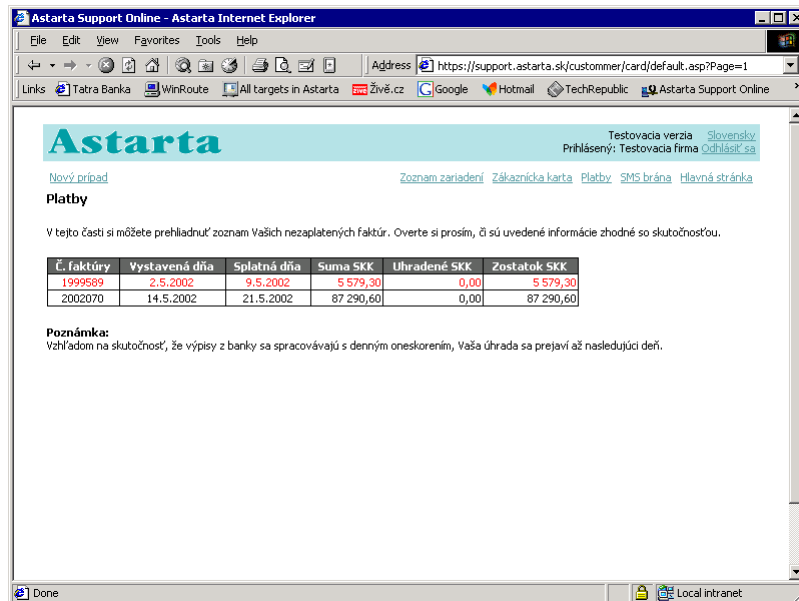 Astarta Support Online - Astarta Internet Explorer
File Edit View Favorites Tools Help
Address https://support.astarta.sk/custommer/card/default.asp?Page=1
Links Tatra Banka WinRoute All targets in Astarta Živě.cz Google Hotmail TechRepublic Astarta Support Online
Astarta
Testovacia verzia Slovensky
Prihlásený: Testovacia firma Odhlásiť sa
Nový prípad Zoznam zariadení Zákaznícka karta Platby SMS brána Hlavná stránka
Platby
V tejto časti si môžete prehliadnuť zoznam Vašich nezaplatených faktúr. Overte si prosím, či sú uvedené informácie zhodné so skutočnosťou.
Č. faktúry Vystavená dňa Splatná dňa Suma SKK Uhradené SKK Zostatok SKK
1999589 2.5.2002 9.5.2002 5 579,30 0,00 5 579,30
2002070 14.5.2002 21.5.2002 87 290,60 0,00 87 290,60
Poznámka:
Vzhľadom na skutočnosť, že výpisy z banky sa spracovávajú s denným oneskorením, Vaša úhrada sa prejaví až nasledujúci deň.
Done Local intranet